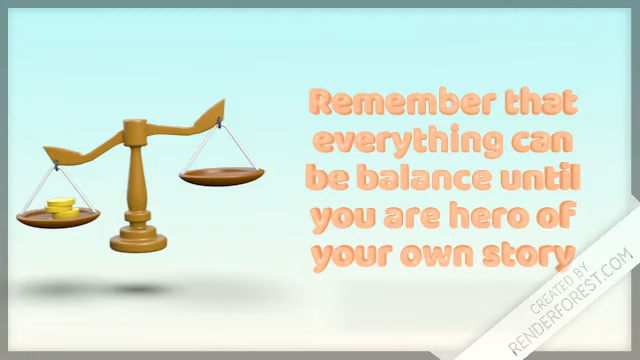 Remember that
everything can
be balance until
you are hero of
your own story
CREATED BY
RENDERFOREST.COM